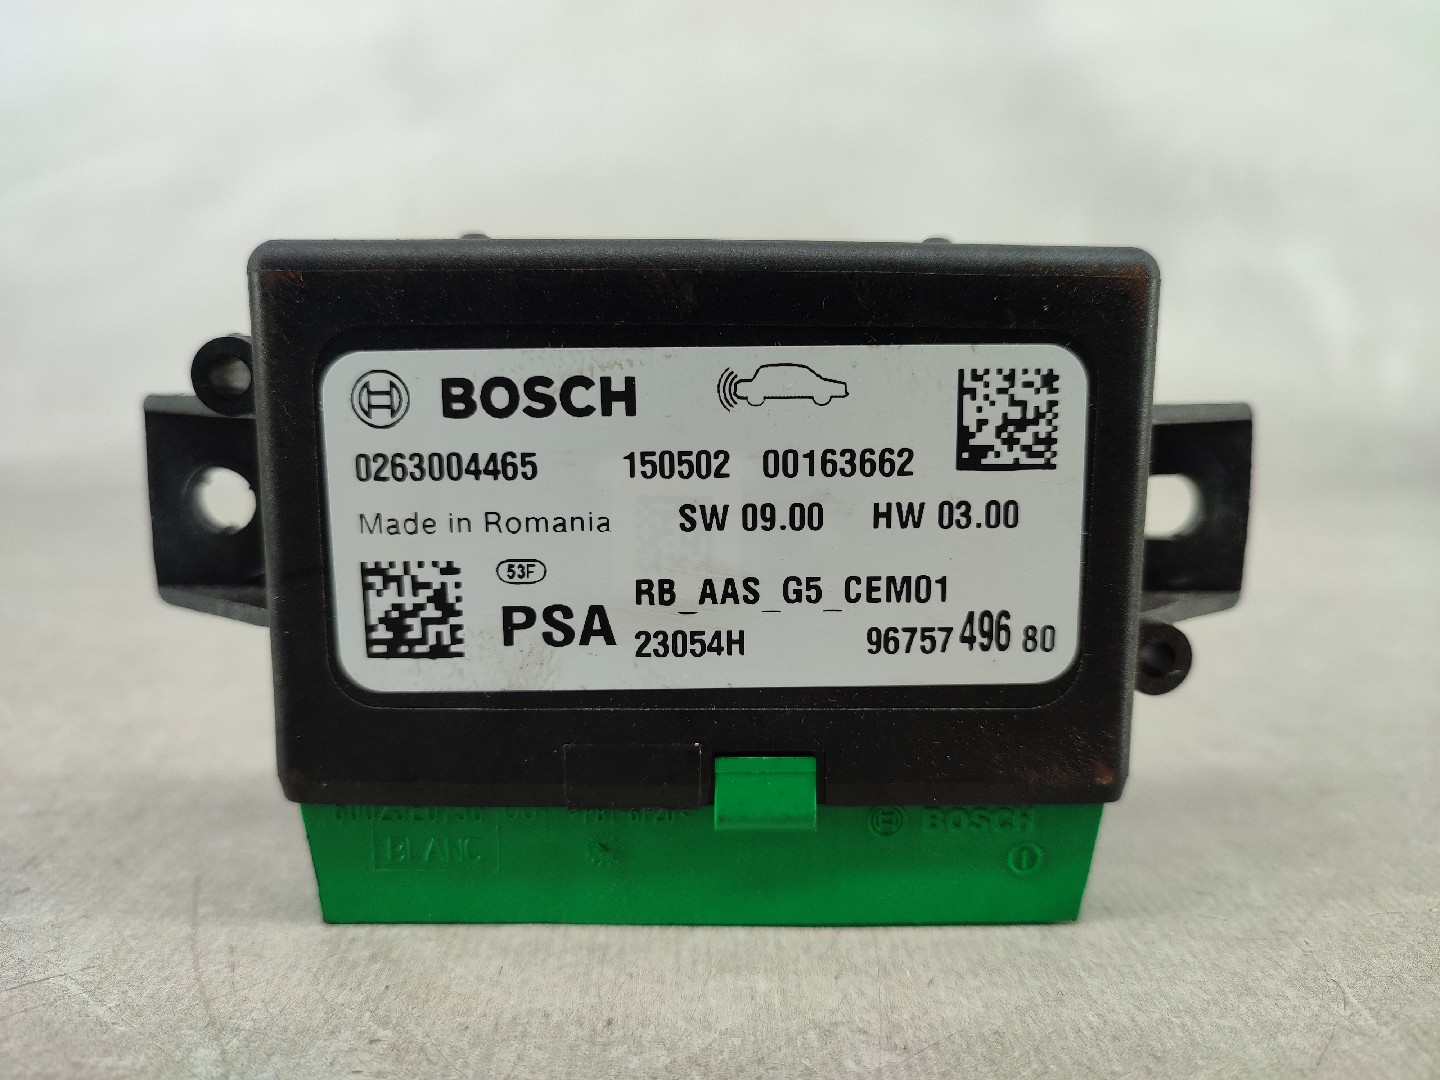 BOSCH
0263004465 150502 00163662
Made in Romania SW 09.00 HW 03.00
53F
PSA RB_AAS_G5_CEM01
23054H 96757 496 80
BOSCH
BLANC
1